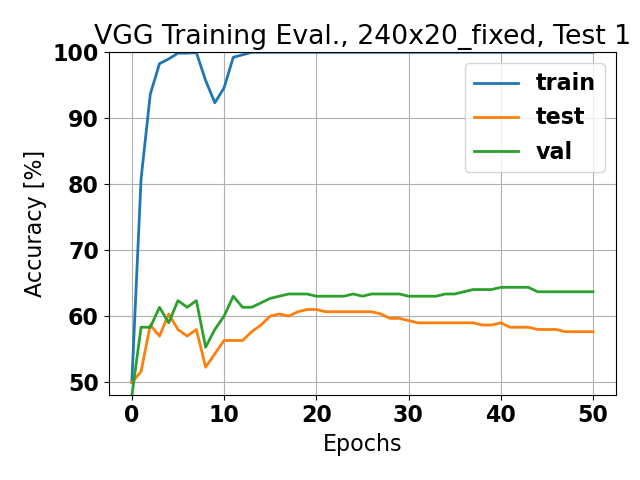 VGG Training Eval., 240x20_fixed, Test 1
100
90
80
70
60
50
Accuracy [%]
train
test
val
0 10 20 30 40 50
Epochs